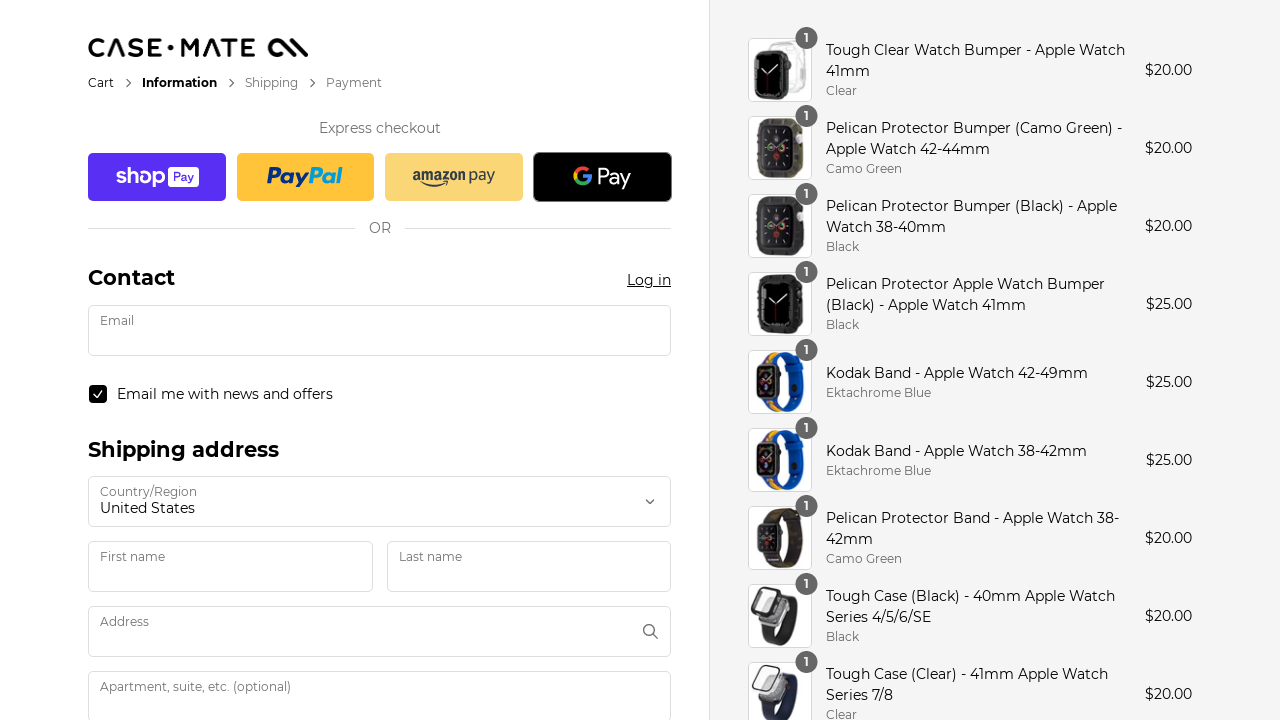 CASE·MATE
Cart > Information > Shipping > Payment
Express checkout
shop Pay
PayPal
amazon pay
G Pay
OR
Contact
Log in
Email
Email me with news and offers
Shipping address
Country/Region
United States
First name
Last name
Address
Apartment, suite, etc. (optional)
1
Tough Clear Watch Bumper - Apple Watch
41mm
Clear
$20.00
1
Pelican Protector Bumper (Camo Green) -
Apple Watch 42-44mm
Camo Green
$20.00
1
Pelican Protector Bumper (Black) - Apple
Watch 38-40mm
Black
$20.00
1
Pelican Protector Apple Watch Bumper
(Black) - Apple Watch 41mm
Black
$25.00
1
Kodak Band - Apple Watch 42-49mm
Ektachrome Blue
$25.00
1
Kodak Band - Apple Watch 38-42mm
Ektachrome Blue
$25.00
1
Pelican Protector Band - Apple Watch 38-
42mm
Camo Green
$20.00
1
Tough Case (Black) - 40mm Apple Watch
Series 4/5/6/SE
Black
$20.00
1
Tough Case (Clear) - 41mm Apple Watch
Series 7/8
Clear
$20.00